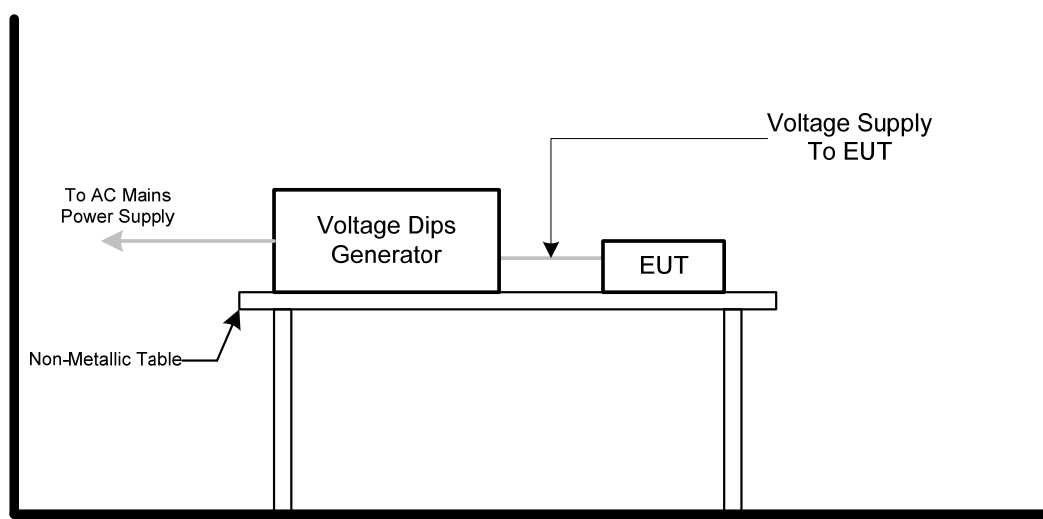 Voltage Supply
To EUT
To AC Mains
Power Supply
Voltage Dips
Generator
EUT
Non-Metallic Table